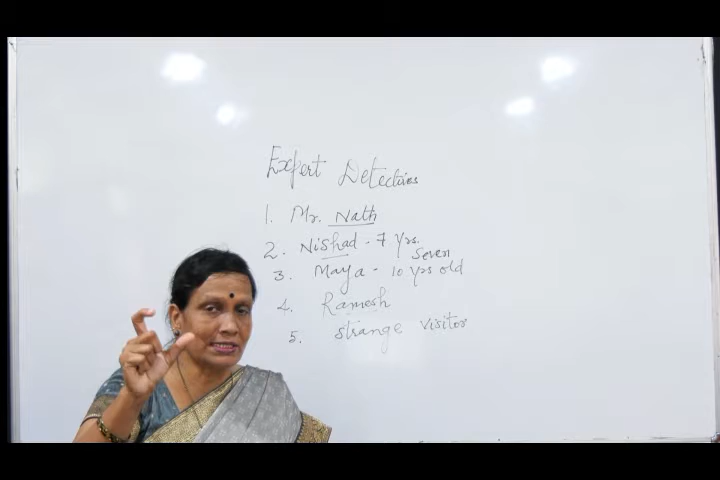 Expert Detectives
1. Mr. Nath
2. Nishad - 7 yrs.
Seven
3. Maya - 10 yrs old
4. Ramesh
5. strange visitor